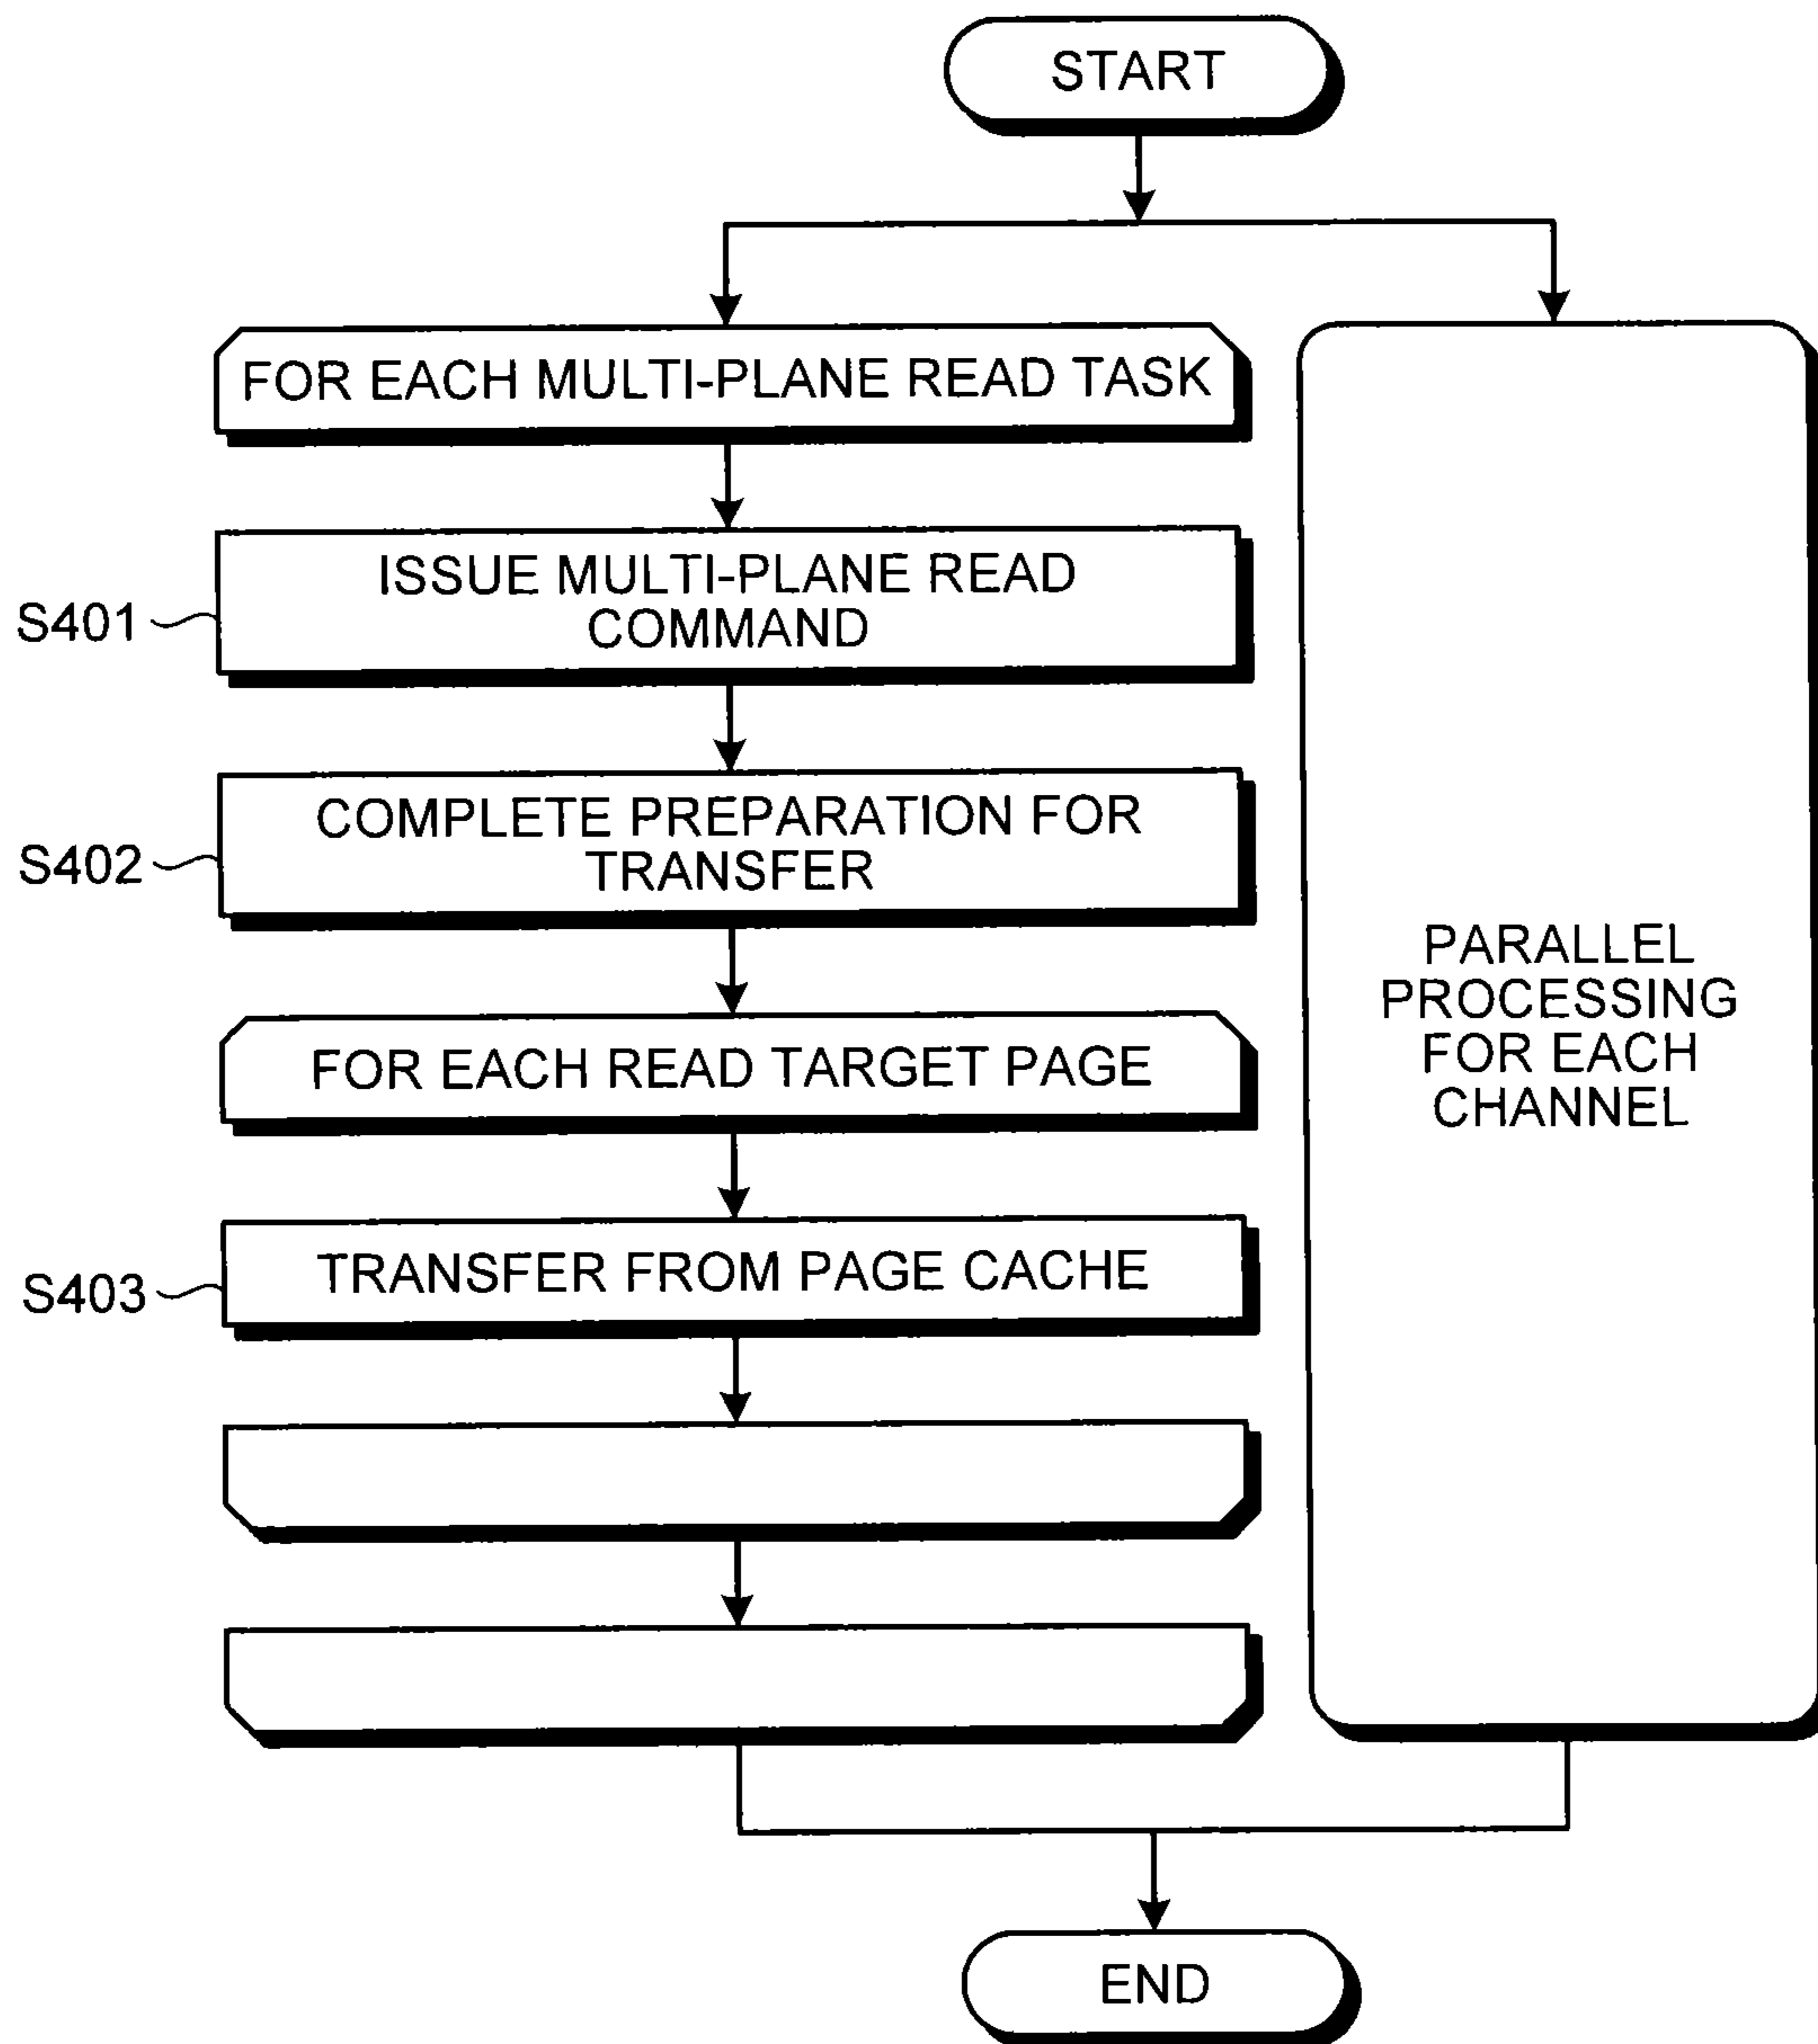 START
FOR EACH MULTI-PLANE READ TASK
S401
ISSUE MULTI-PLANE READ
COMMAND
S402
COMPLETE PREPARATION FOR
TRANSFER
FOR EACH READ TARGET PAGE
S403
TRANSFER FROM PAGE CACHE
PARALLEL
PROCESSING
FOR EACH
CHANNEL
END